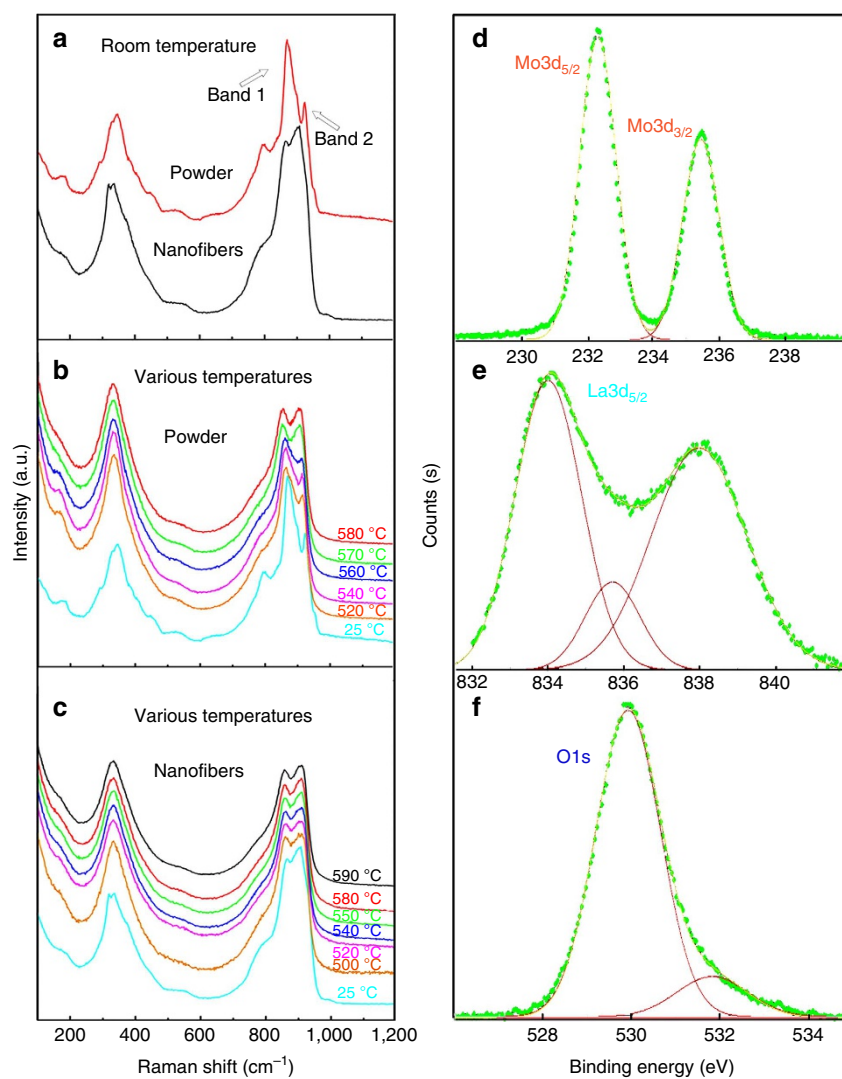 a
Room temperature
Band 1
Band 2
Powder
Nanofibers
b
Various temperatures
Powder
580 °C
570 °C
560 °C
540 °C
520 °C
25 °C
c
Various temperatures
Nanofibers
590 °C
580 °C
550 °C
540 °C
520 °C
500 °C
25 °C
200 400 600 800 1,000 1,200
Raman shift (cm⁻¹)
Intensity (a.u.)
d
Mo3d₅/₂
Mo3d₃/₂
230 232 234 236 238
e
La3d₅/₂
832 834 836 838 840
f
O1s
528 530 532 534
Binding energy (eV)
Counts (s)